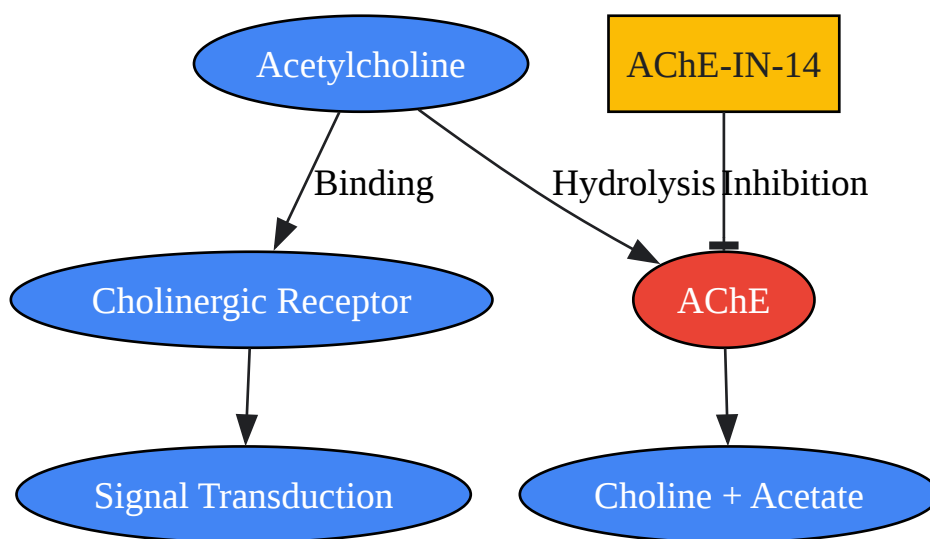 Acetylcholine
AChE-IN-14
Binding
Hydrolysis
Inhibition
Cholinergic Receptor
AChE
Signal Transduction
Choline + Acetate